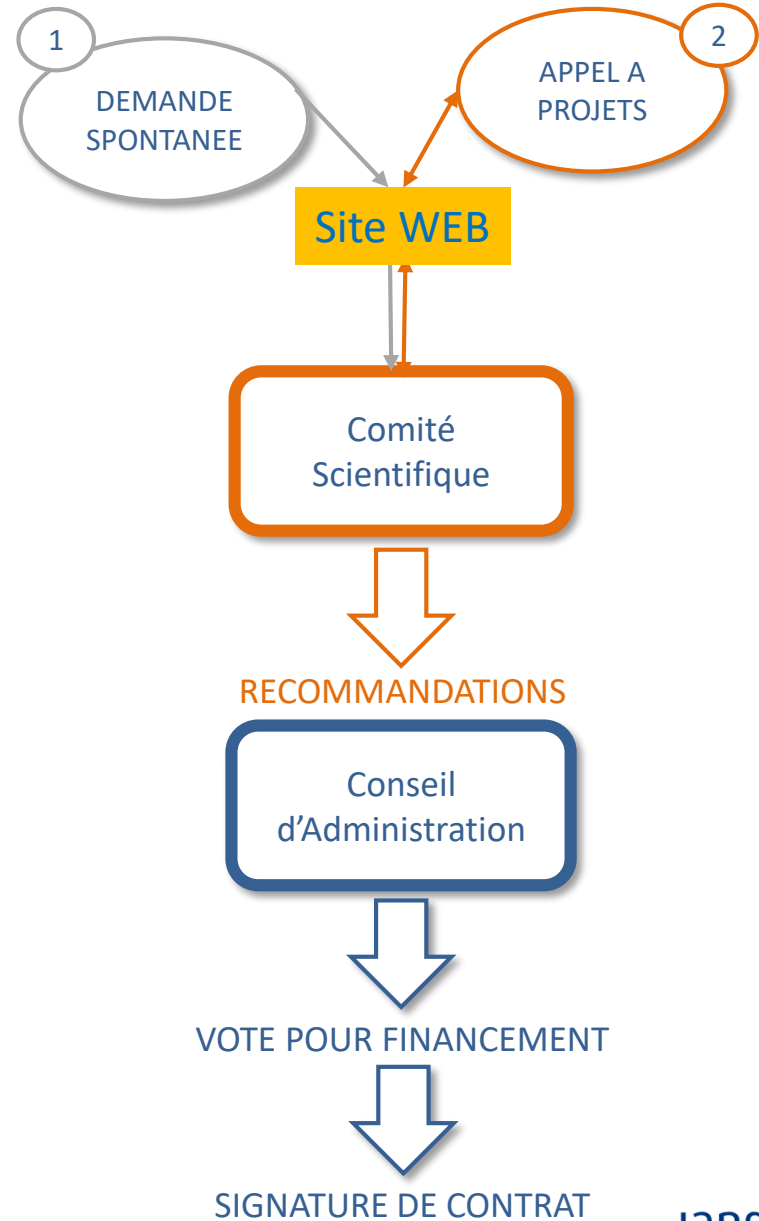 1
DEMANDE
SPONTANEE
2
APPEL A
PROJETS
Site WEB
Comité
Scientifique
RECOMMANDATIONS
Conseil
d’Administration
VOTE POUR FINANCEMENT
SIGNATURE DE CONTRAT